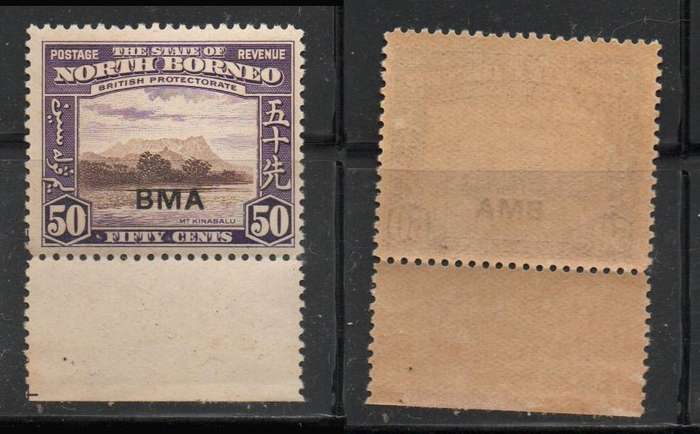 POSTAGE THE STATE OF REVENUE
NORTH BORNEO
BRITISH PROTECTORATE
五十先
BMA
MT KINABALU
50 50
FIFTY CENTS
BMA